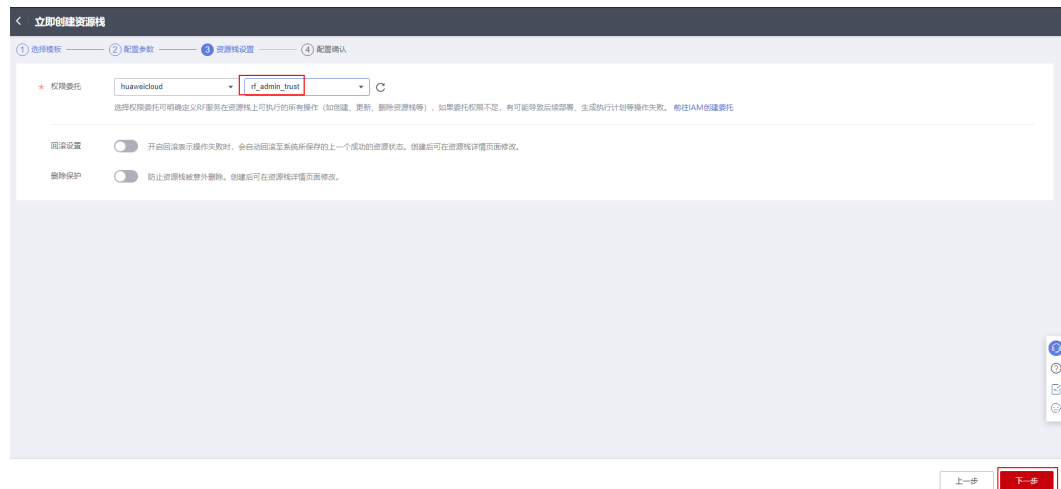 立即创建资源栈
1 选择模板 2 配置参数 3 资源栈设置 4 配置确认
* 权限委托 huaweicloud rf_admin_trust
选择权限委托可明确定义RF服务在资源栈上可执行的所有操作（如创建、更新、删除资源栈等），如果委托权限不足，有可能导致后续部署、生成执行计划等操作失败。 前往IAM创建委托
回滚设置 开启回滚表示操作失败时，会自动回滚至系统所保存的上一个成功的资源状态。创建后可在资源栈详情页面修改。
删除保护 防止资源栈被意外删除。创建后可在资源栈详情页面修改。
上一步 下一步